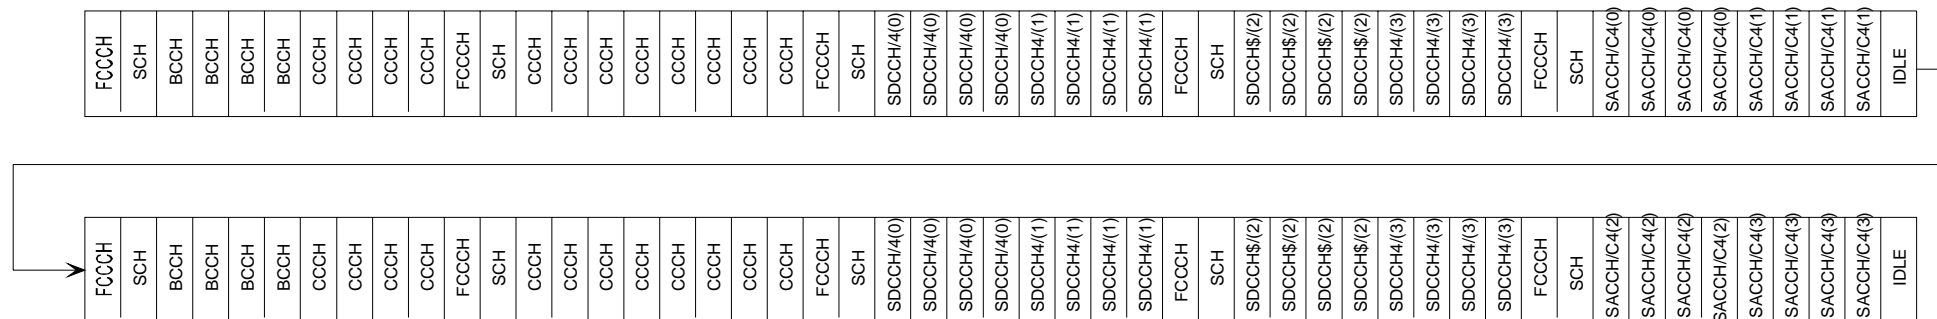 FCCCH SCH BCCH BCCH BCCH BCCH CCCH CCCH CCCH CCCH FCCCH SCH CCCH CCCH CCCH CCCH CCCH CCCH CCCH CCCH FCCCH SCH SDCCH/4(0) SDCCH/4(0) SDCCH/4(0) SDCCH/4(0) SDCCH4/(1) SDCCH4/(1) SDCCH4/(1) SDCCH4/(1) FCCCH SCH SDCCH$/(2) SDCCH$/(2) SDCCH$/(2) SDCCH$/(2) SDCCH4/(3) SDCCH4/(3) SDCCH4/(3) SDCCH4/(3) FCCCH SCH SACCH/C4(0) SACCH/C4(0) SACCH/C4(0) SACCH/C4(0) SACCH/C4(1) SACCH/C4(1) SACCH/C4(1) SACCH/C4(1) IDLE
FCCCH SCH BCCH BCCH BCCH BCCH CCCH CCCH CCCH CCCH FCCCH SCH CCCH CCCH CCCH CCCH CCCH CCCH CCCH CCCH FCCCH SCH SDCCH/4(0) SDCCH/4(0) SDCCH/4(0) SDCCH/4(0) SDCCH4/(1) SDCCH4/(1) SDCCH4/(1) SDCCH4/(1) FCCCH SCH SDCCH$/(2) SDCCH$/(2) SDCCH$/(2) SDCCH$/(2) SDCCH4/(3) SDCCH4/(3) SDCCH4/(3) SDCCH4/(3) FCCCH SCH SACCH/C4(2) SACCH/C4(2) SACCH/C4(2) SACCH/C4(2) SACCH/C4(3) SACCH/C4(3) SACCH/C4(3) SACCH/C4(3) IDLE